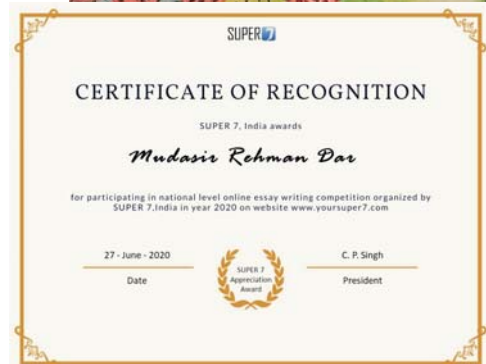 SUPER 7
CERTIFICATE OF RECOGNITION
SUPER 7, India awards
Mudasir Rehman Dar
for participating in national level online essay writing competition organized by
SUPER 7,India in year 2020 on website www.yoursuper7.com
27 - June - 2020
Date
SUPER 7
Appreciation
Award
C. P. Singh
President